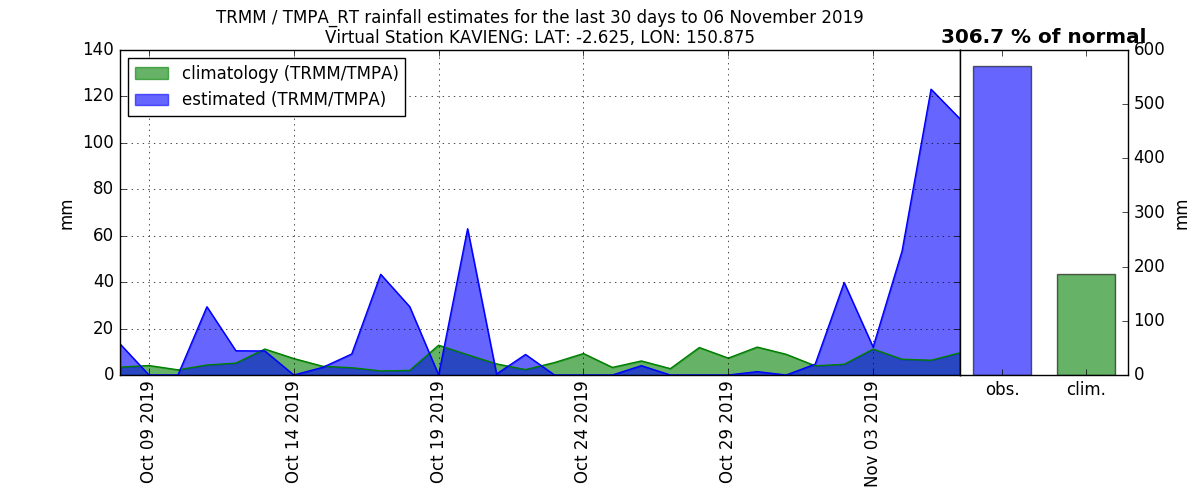 TRMM / TMPA_RT rainfall estimates for the last 30 days to 06 November 2019
Virtual Station KAVIENG: LAT: -2.625, LON: 150.875
306.7 % of normal
climatology (TRMM/TMPA)
estimated (TRMM/TMPA)
140
120
100
80
60
40
20
0
mm
Oct 09 2019
Oct 14 2019
Oct 19 2019
Oct 24 2019
Oct 29 2019
Nov 03 2019
obs.
clim.
600
500
400
300
200
100
0
mm